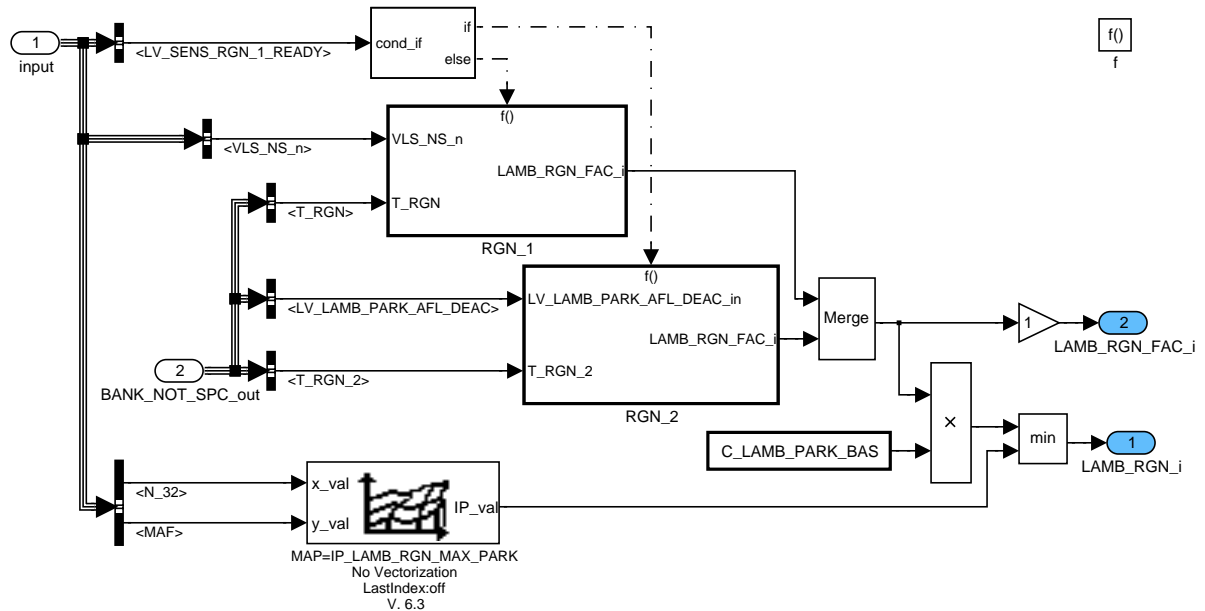 1
input
<LV_SENS_RGN_1_READY>
cond_if
if
else
f()
f
<VLS_NS_n>
f()
VLS_NS_n
LAMB_RGN_FAC_i
<T_RGN>
T_RGN
RGN_1
f()
<LV_LAMB_PARK_AFL_DEAC>
LV_LAMB_PARK_AFL_DEAC_in
LAMB_RGN_FAC_i
Merge
1
2
LAMB_RGN_FAC_i
2
BANK_NOT_SPC_out
<T_RGN_2>
T_RGN_2
RGN_2
C_LAMB_PARK_BAS
×
min
1
LAMB_RGN_i
<N_32>
<MAF>
x_val
y_val
IP_val
MAP=IP_LAMB_RGN_MAX_PARK
No Vectorization
LastIndex:off
V. 6.3